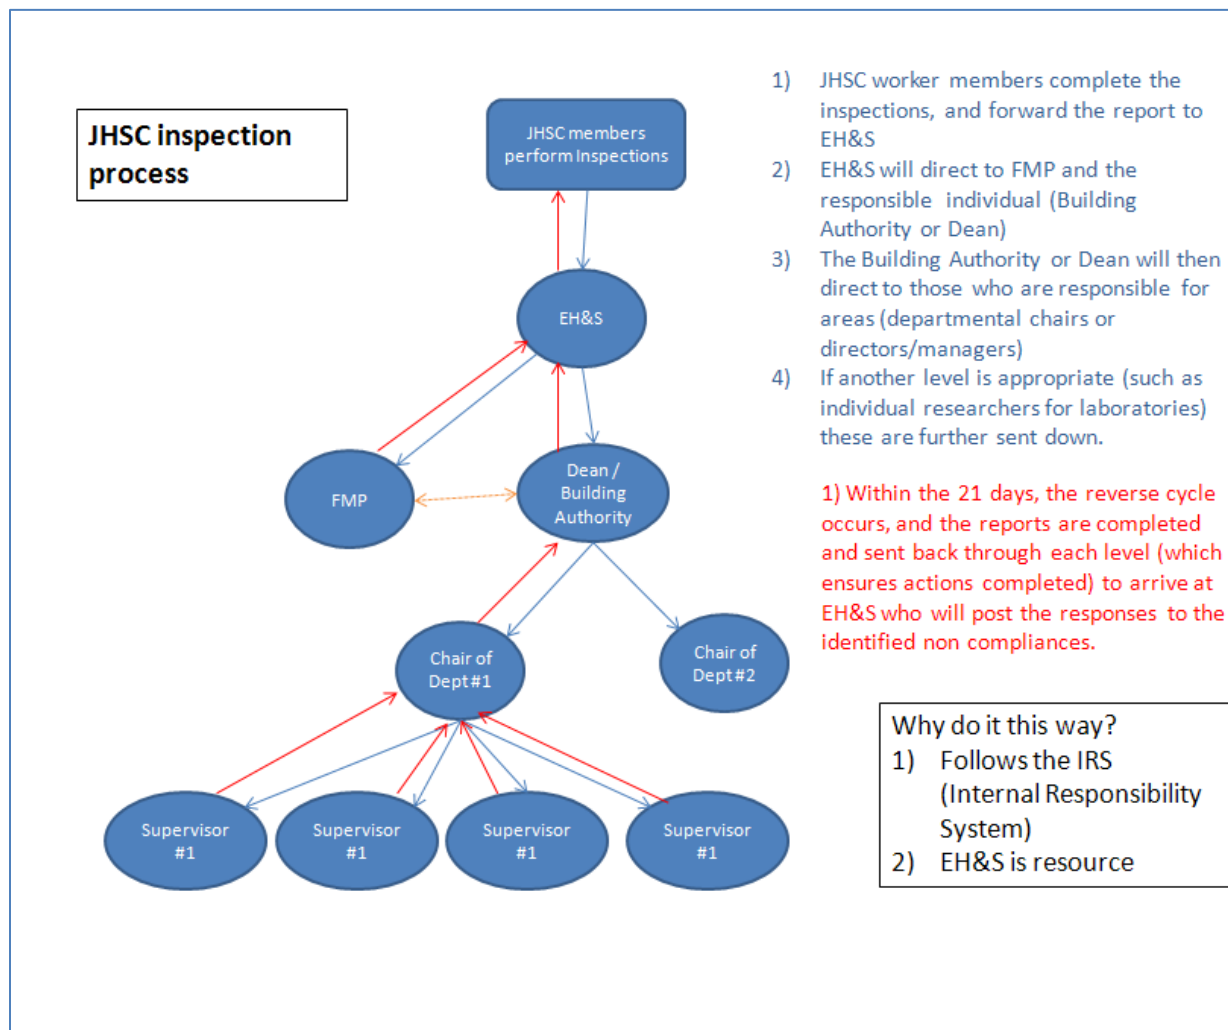 JHSC inspection
process
JHSC members
perform Inspections
EH&S
FMP
Dean /
Building
Authority
Chair of
Dept #1
Chair of
Dept #2
Supervisor
#1
Supervisor
#1
Supervisor
#1
Supervisor
#1
1) JHSC worker members complete the
inspections, and forward the report to
EH&S
2) EH&S will direct to FMP and the
responsible individual (Building
Authority or Dean)
3) The Building Authority or Dean will then
direct to those who are responsible for
areas (departmental chairs or
directors/managers)
4) If another level is appropriate (such as
individual researchers for laboratories)
these are further sent down.
1) Within the 21 days, the reverse cycle
occurs, and the reports are completed
and sent back through each level (which
ensures actions completed) to arrive at
EH&S who will post the responses to the
identified non compliances.
Why do it this way?
1) Follows the IRS
(Internal Responsibility
System)
2) EH&S is resource